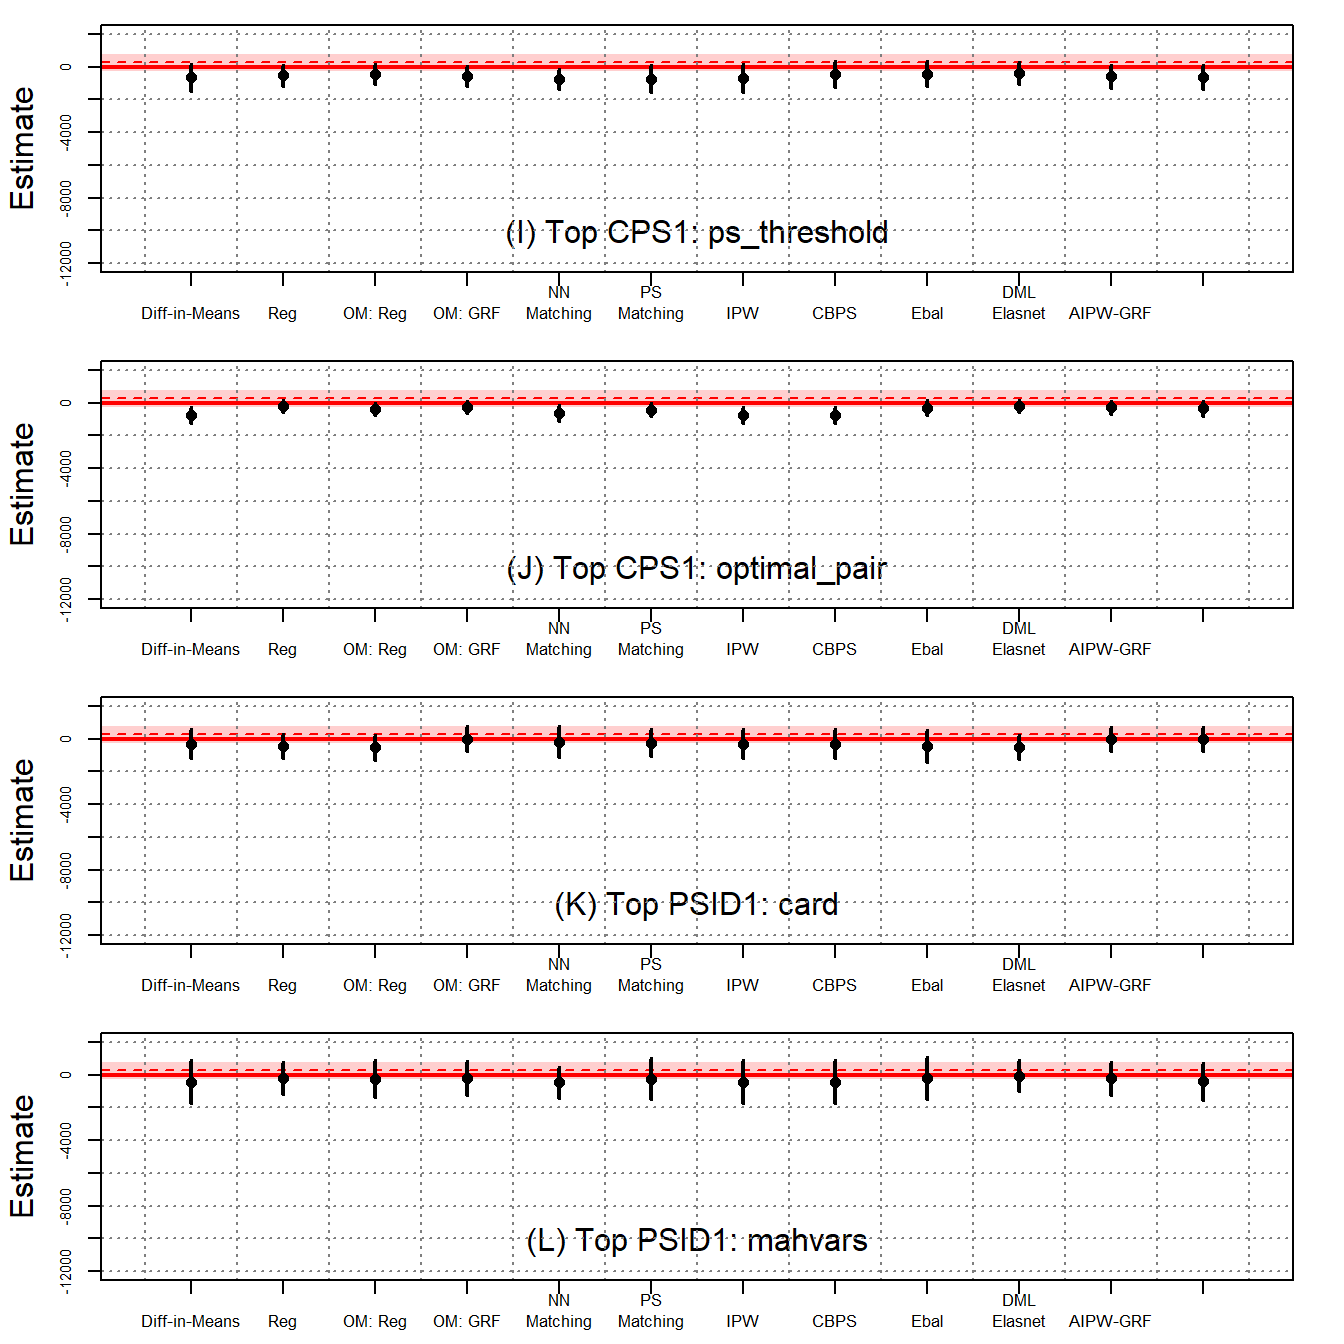 Estimate
0
-4000
-8000
-12000
(I) Top CPS1: ps_threshold
NN PS DML
Diff-in-Means Reg OM: Reg OM: GRF Matching Matching IPW CBPS Ebal Elasnet AIPW-GRF
Estimate
0
-4000
-8000
-12000
(J) Top CPS1: optimal_pair
NN PS DML
Diff-in-Means Reg OM: Reg OM: GRF Matching Matching IPW CBPS Ebal Elasnet AIPW-GRF
Estimate
0
-4000
-8000
-12000
(K) Top PSID1: card
NN PS DML
Diff-in-Means Reg OM: Reg OM: GRF Matching Matching IPW CBPS Ebal Elasnet AIPW-GRF
Estimate
0
-4000
-8000
-12000
(L) Top PSID1: mahvars
NN PS DML
Diff-in-Means Reg OM: Reg OM: GRF Matching Matching IPW CBPS Ebal Elasnet AIPW-GRF